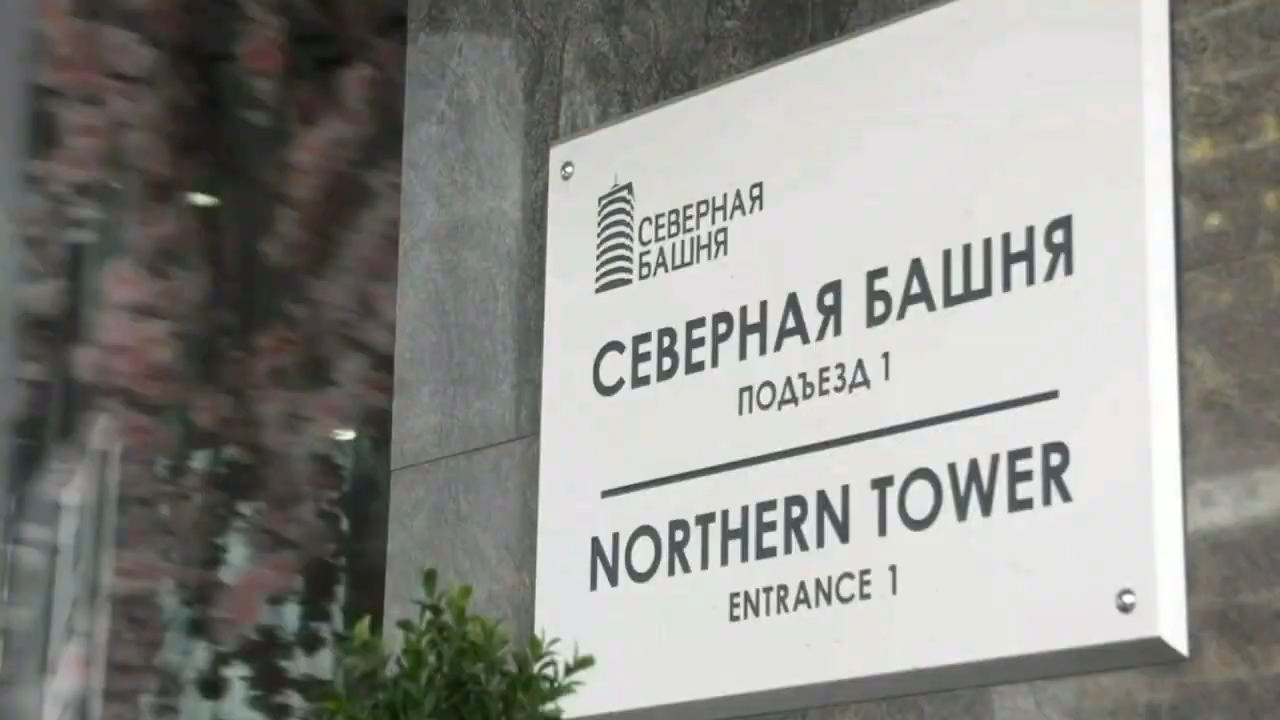 СЕВЕРНАЯ
БАШНЯ
СЕВЕРНАЯ БАШНЯ
ПОДЪЕЗД 1
NORTHERN TOWER
ENTRANCE 1